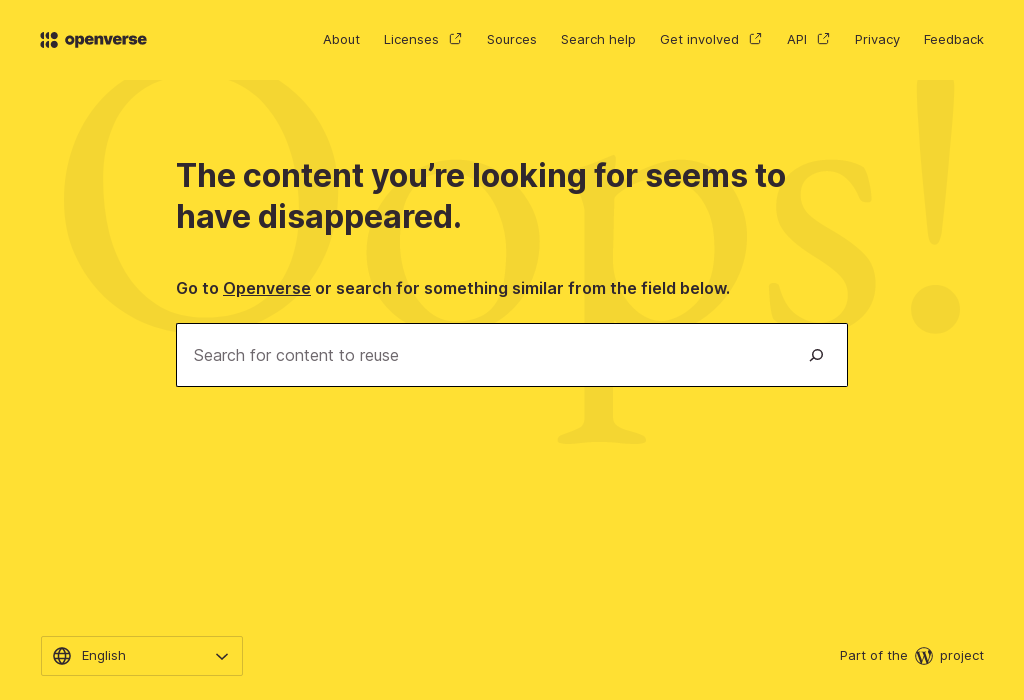 openverse
About Licenses Sources Search help Get involved API Privacy Feedback
Oops!
The content you’re looking for seems to
have disappeared.
Go to Openverse or search for something similar from the field below.
Search for content to reuse
English
Part of the project